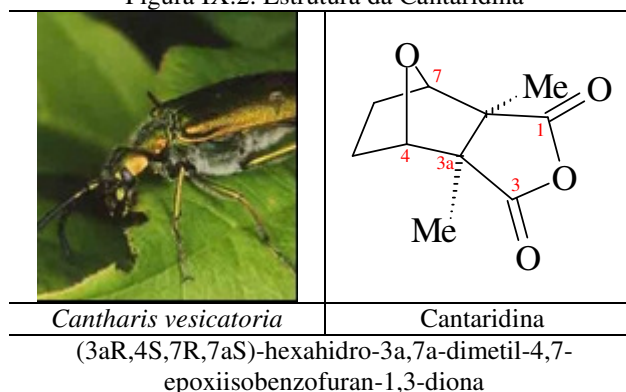 Figura IX.2. Estrutura da Cantaridina
O
7
Me
O
1
4
3a
O
3
Me
O
Cantharis vesicatoria
Cantaridina
(3aR,4S,7R,7aS)-hexahidro-3a,7a-dimetil-4,7-
epoxiisobenzofuran-1,3-diona